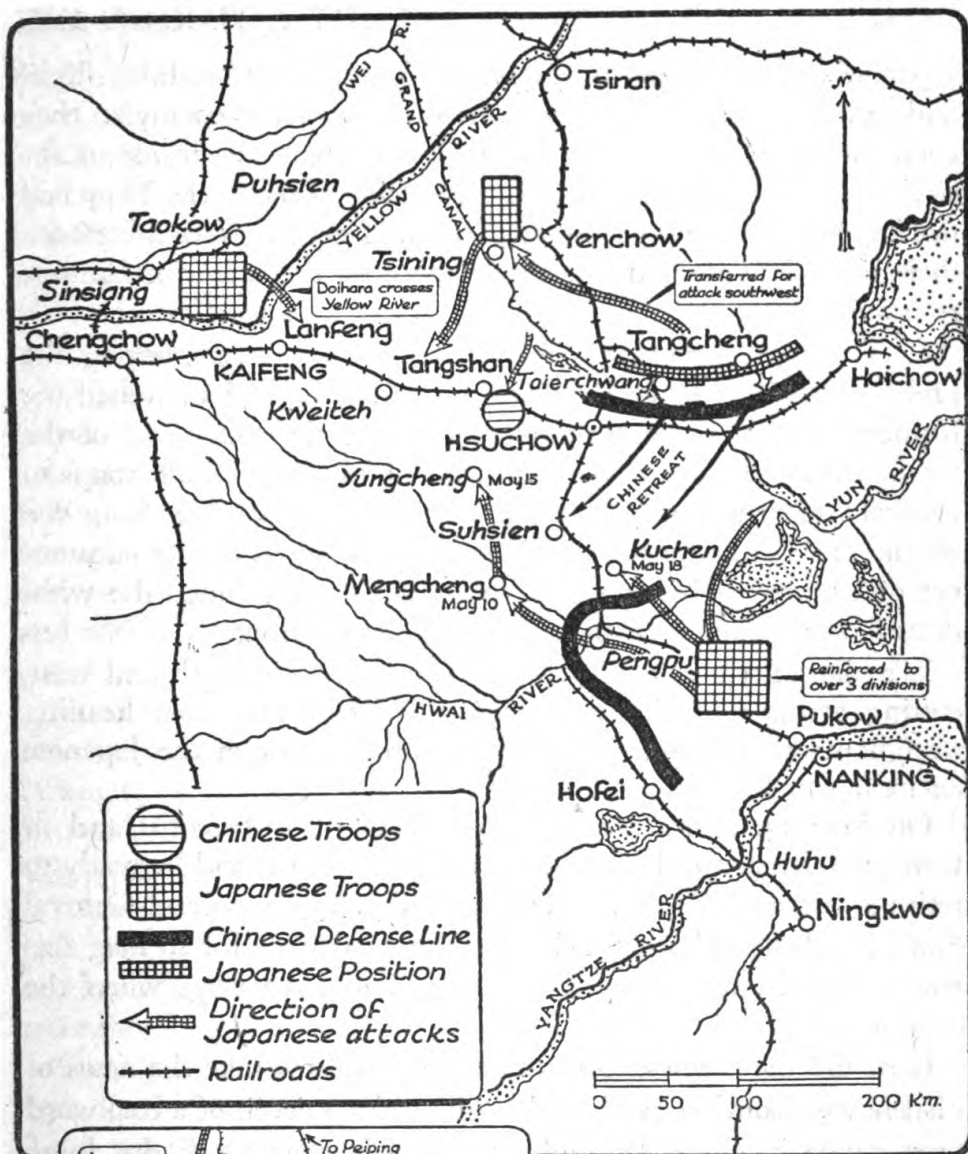 WEI
R.
GRAND
CANAL
YELLOW
RIVER
Tsinan
Puhsien
Taokow
Yenchow
Tsining
Sinsiang
Doihara crosses
Yellow River
Transferred for
attack southwest
Lanfeng
Chengchow
KAIFENG
Tangshan
Tangcheng
Taierchwang
Haichow
Kweiteh
HSUCHOW
CHINESE
RETREAT
YUN
RIVER
Yungcheng
May 15
Suhsien
Kuchen
May 18
Mengcheng
May 10
Pengpu
Reinforced to
over 3 divisions
HWAI
RIVER
Pukow
NANKING
Hofei
Huhu
Ningkwo
YANGTZE
RIVER
Chinese Troops
Japanese Troops
Chinese Defense Line
Japanese Position
Direction of
Japanese attacks
Railroads
0
100
200 Km.
To Peiping